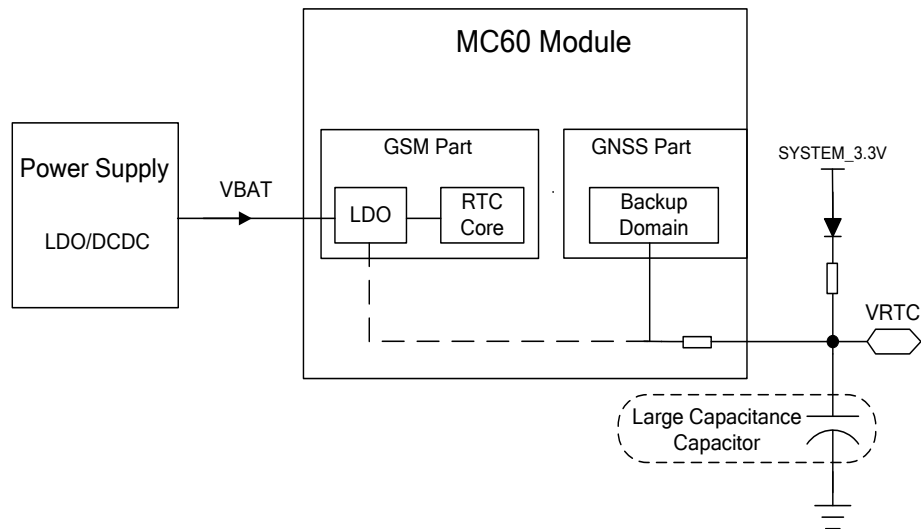 MC60 Module
Power Supply
LDO/DCDC
VBAT
GSM Part
LDO
RTC
Core
GNSS Part
Backup
Domain
SYSTEM_3.3V
VRTC
Large Capacitance
Capacitor